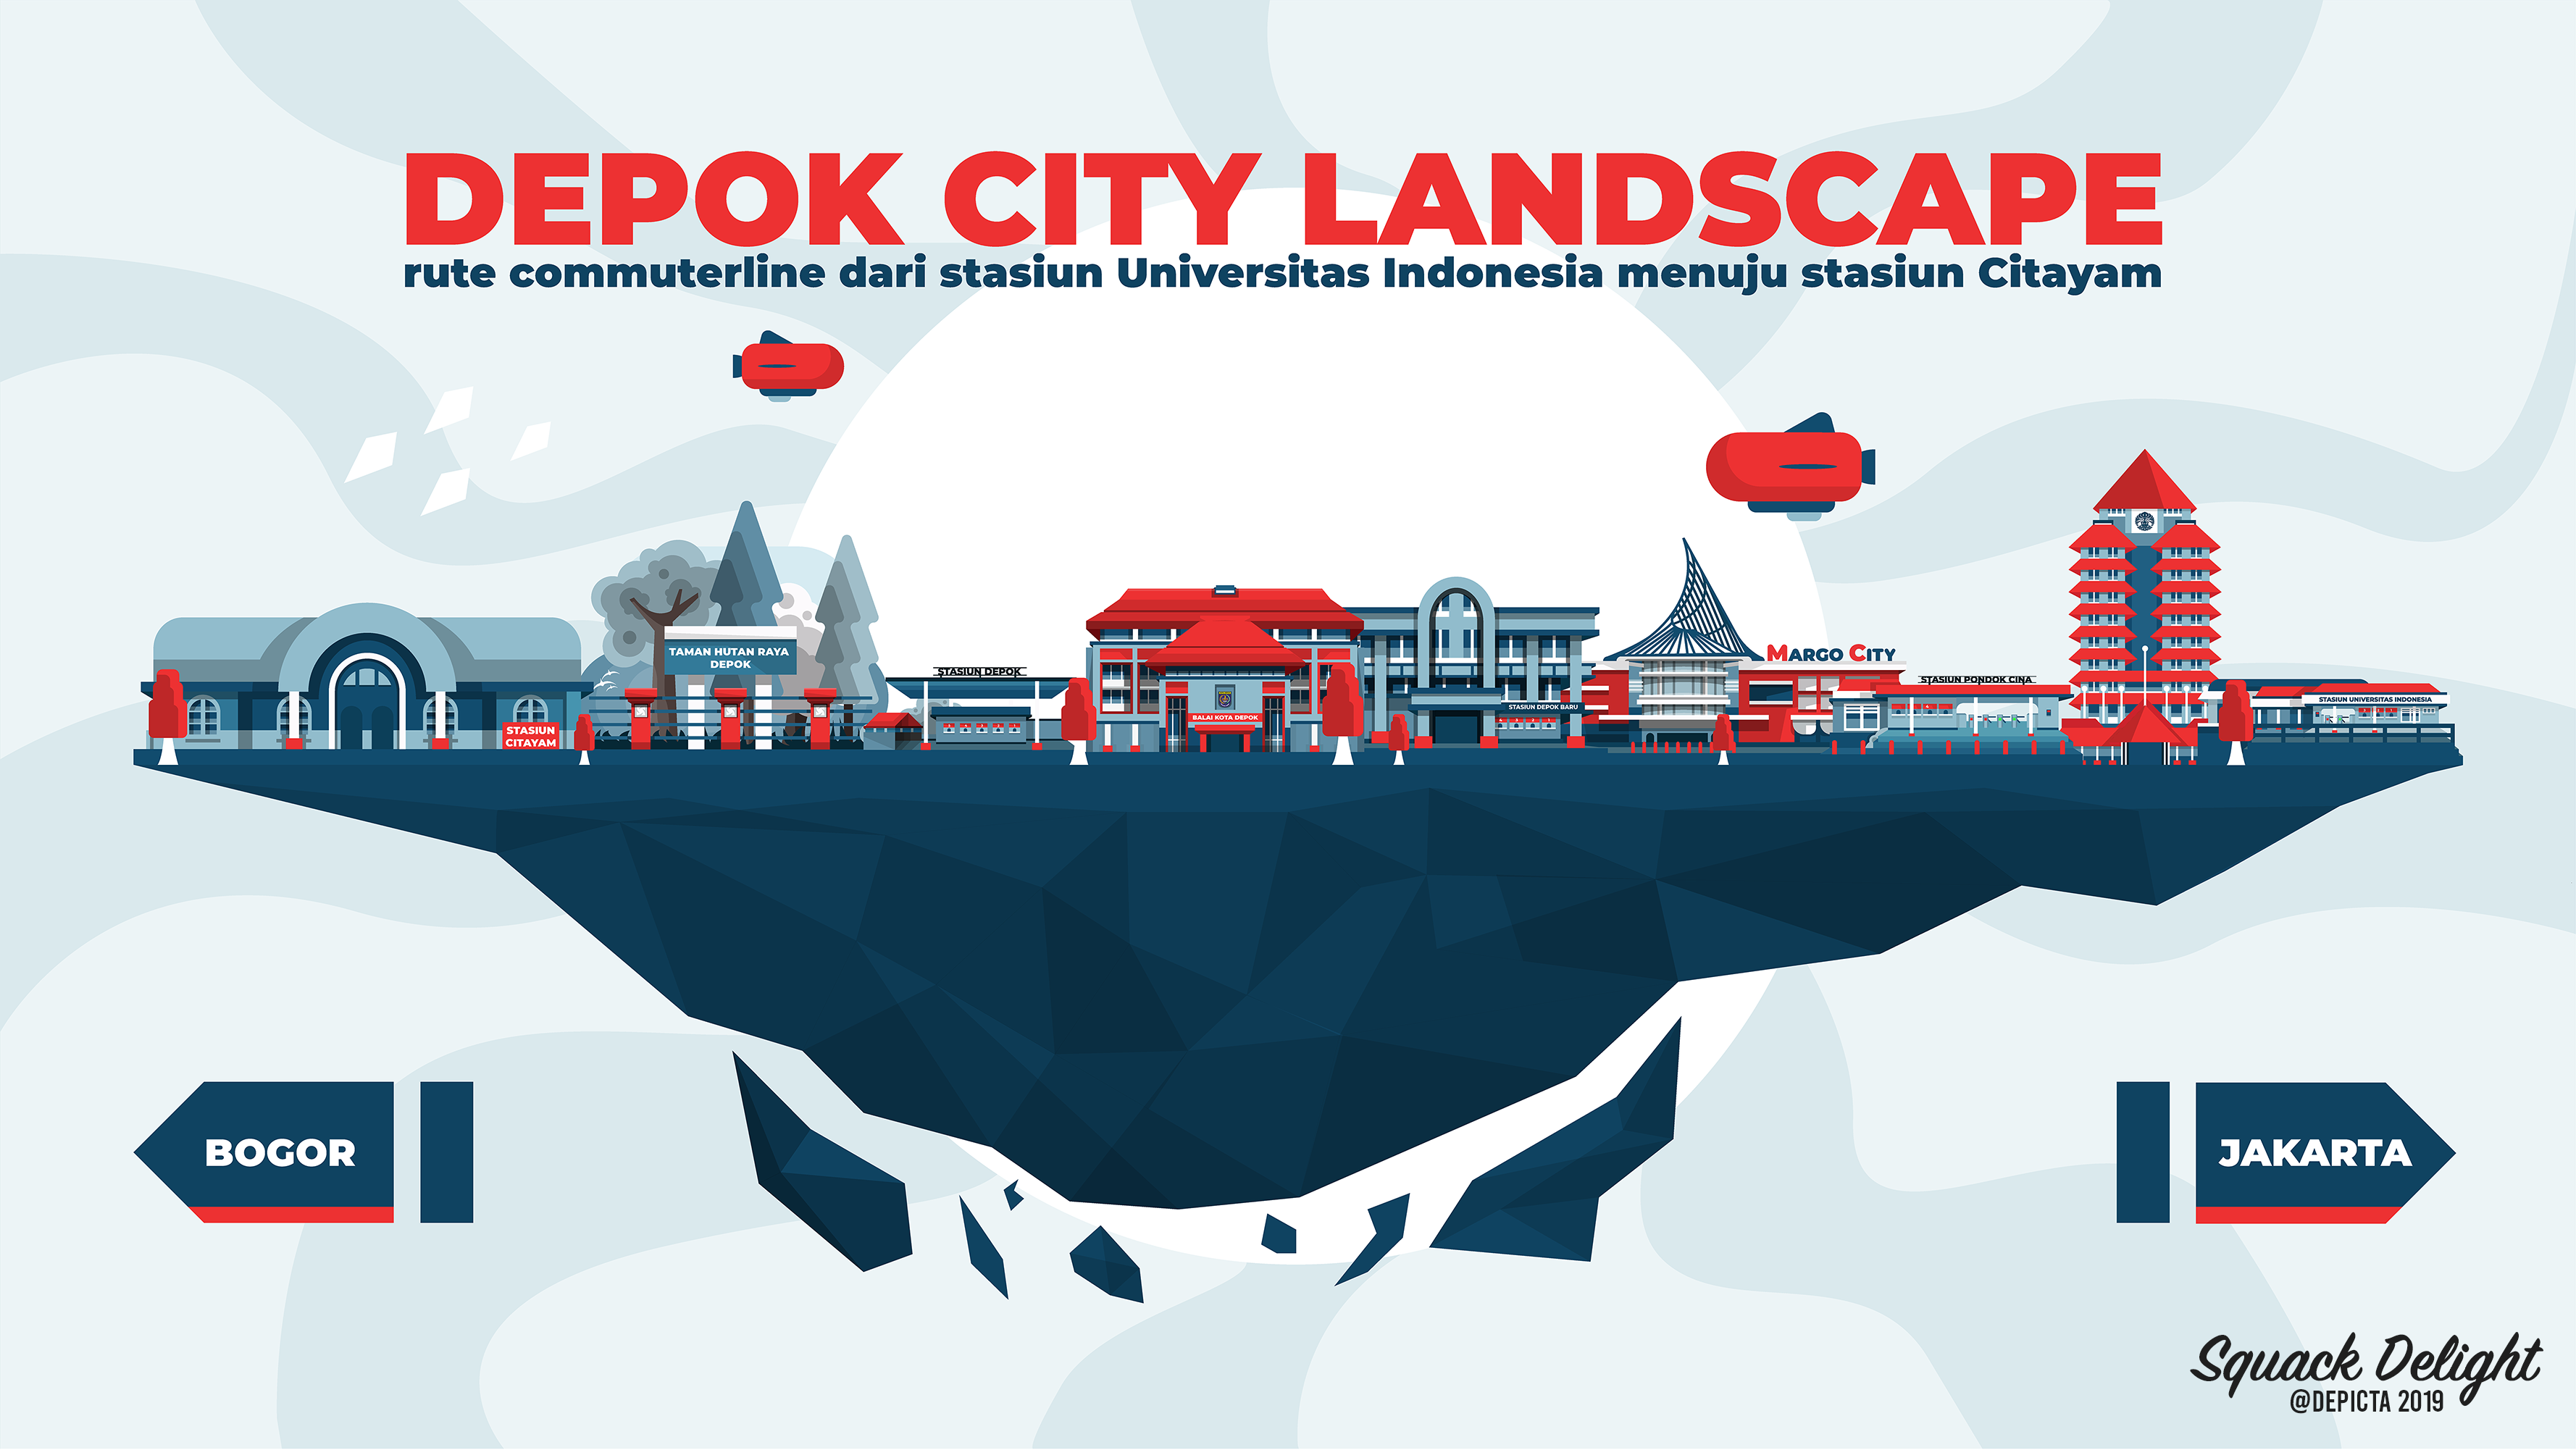 DEPOK CITY LANDSCAPE
rute commuterline dari stasiun Universitas Indonesia menuju stasiun Citayam
STASIUN
CITAYAM
TAMAN HUTAN RAYA
DEPOK
STASIUN DEPOK
BALAI KOTA DEPOK
STASIUN DEPOK BARU
MARGO CITY
STASIUN PONDOK CINA
STASIUN UNIVERSITAS INDONESIA
BOGOR
JAKARTA
Squack Delight
@DEPICTA 2019